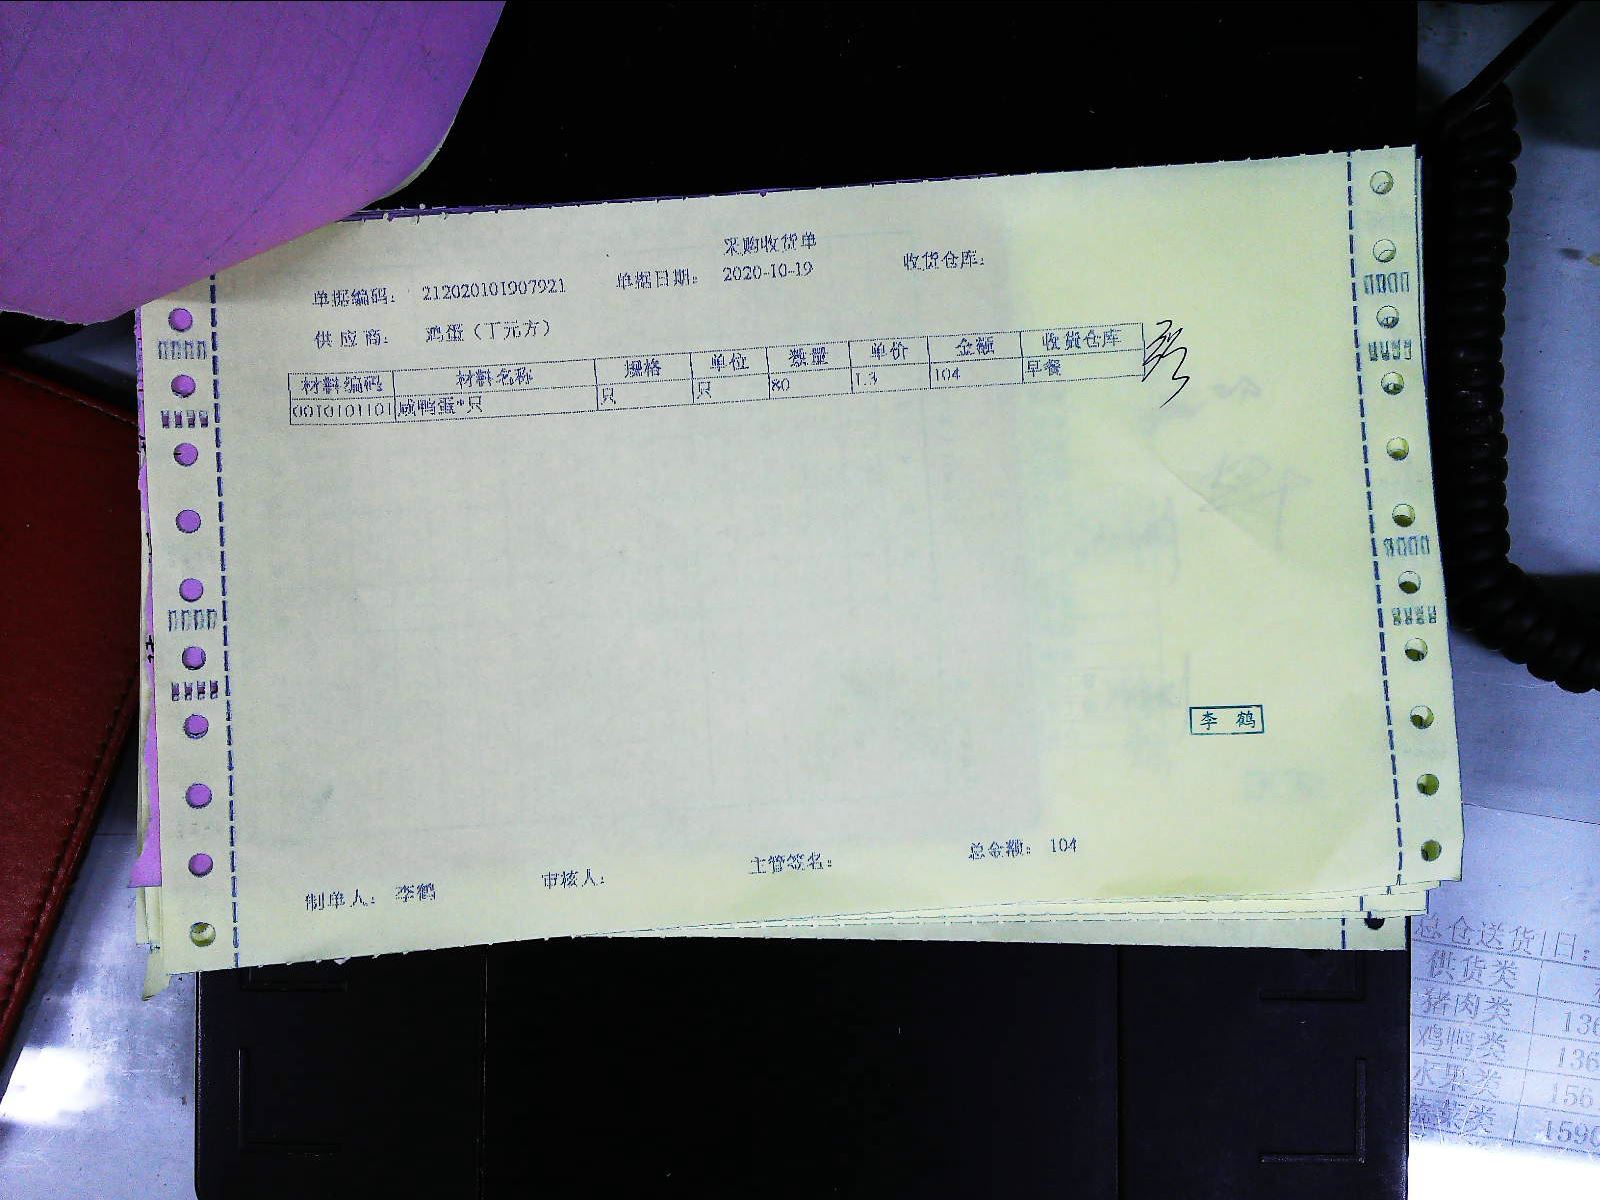 采购收货单
单据编码： 212020101907921 单据日期： 2020-10-19 收货仓库：
供应商： 鸡蛋（丁元方）
材料编码 材料名称 规格 单位 数量 单价 金额 收货仓库
0010101101 咸鸭蛋*只 只 只 80 1.3 104 早餐
李鹤
制单人： 李鹤 审核人： 主管签名： 总金额： 104
总仓送货 日：
供货类
猪肉类 136
鸡鸭类 136
水果类 156
蔬菜类 1590